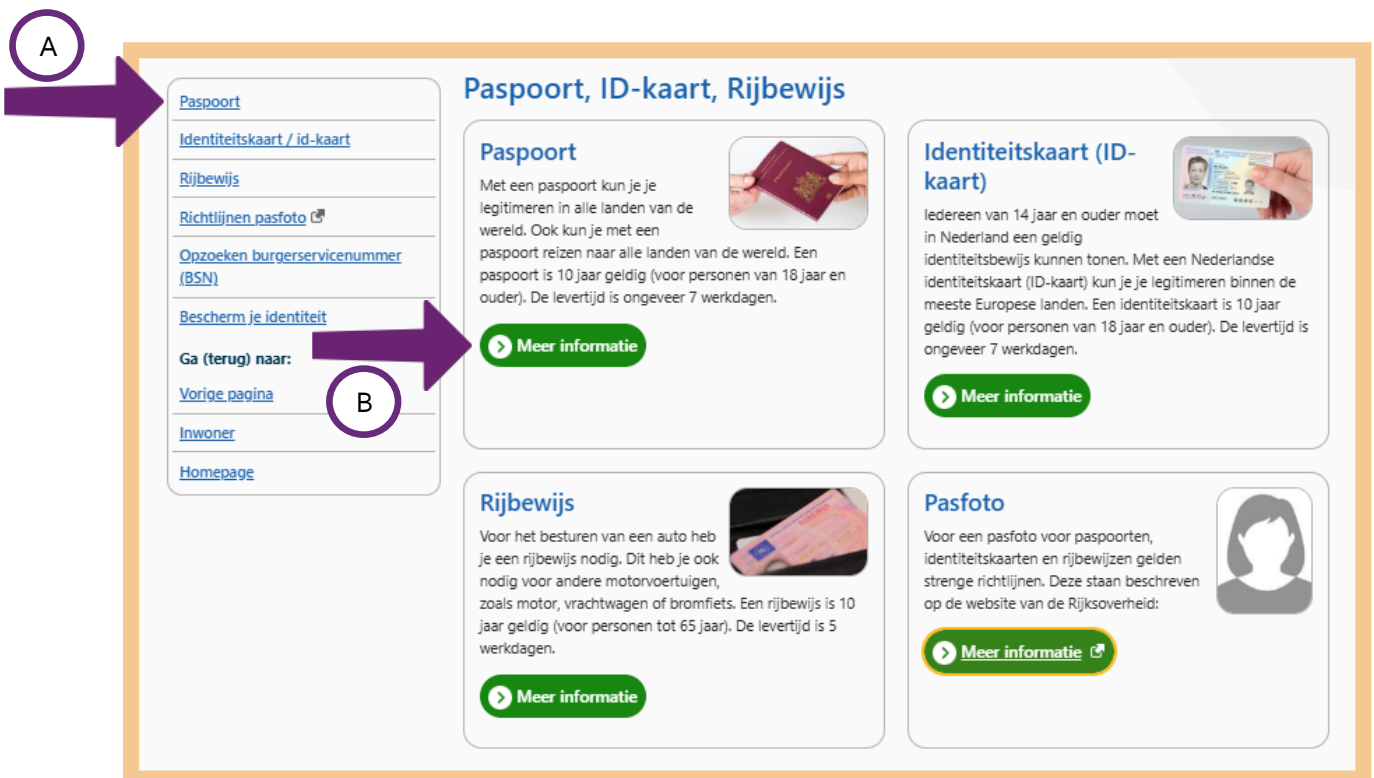 A
Paspoort
Identiteitskaart / id-kaart
Rijbewijs
Richtlijnen pasfoto
Opzoeken burgerservicenummer
(BSN)
Bescherm je identiteit
Ga (terug) naar:
Vorige pagina
Inwoner
Homepage
B
Paspoort, ID-kaart, Rijbewijs
Paspoort
Met een paspoort kun je je
legitimeren in alle landen van de
wereld. Ook kun je met een
paspoort reizen naar alle landen van de wereld. Een
paspoort is 10 jaar geldig (voor personen van 18 jaar en
ouder). De levertijd is ongeveer 7 werkdagen.
Meer informatie
Identiteitskaart (ID-
kaart)
Iedereen van 14 jaar en ouder moet
in Nederland een geldig
identiteitsbewijs kunnen tonen. Met een Nederlandse
identiteitskaart (ID-kaart) kun je je legitimeren binnen de
meeste Europese landen. Een identiteitskaart is 10 jaar
geldig (voor personen van 18 jaar en ouder). De levertijd is
ongeveer 7 werkdagen.
Meer informatie
Rijbewijs
Voor het besturen van een auto heb
je een rijbewijs nodig. Dit heb je ook
nodig voor andere motorvoertuigen,
zoals motor, vrachtwagen of bromfiets. Een rijbewijs is 10
jaar geldig (voor personen tot 65 jaar). De levertijd is 5
werkdagen.
Meer informatie
Pasfoto
Voor een pasfoto voor paspoorten,
identiteitskaarten en rijbewijzen gelden
strenge richtlijnen. Deze staan beschreven
op de website van de Rijksoverheid:
Meer informatie